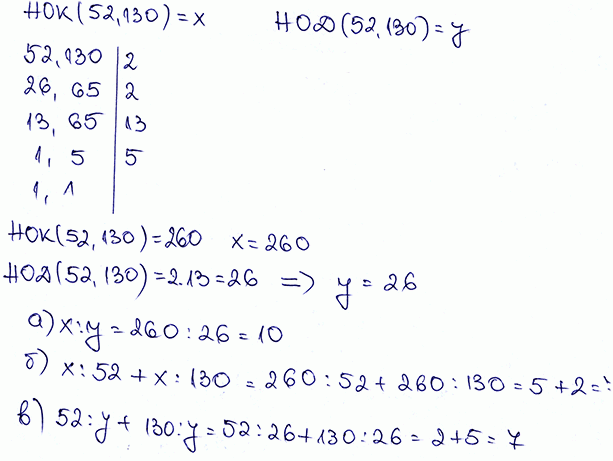 НОК(52,130)=x НОД(52,130)=y
52,130 | 2
26, 65 | 2
13, 65 | 13
1, 5 | 5
1, 1 |
НОК(52,130)=260 x=260
НОД(52,130)=2.13=26 => y=26
а) x:y=260:26=10
б) x:52+x:130=260:52+260:130=5+2=
в) 52:y+130:y=52:26+130:26=2+5=7